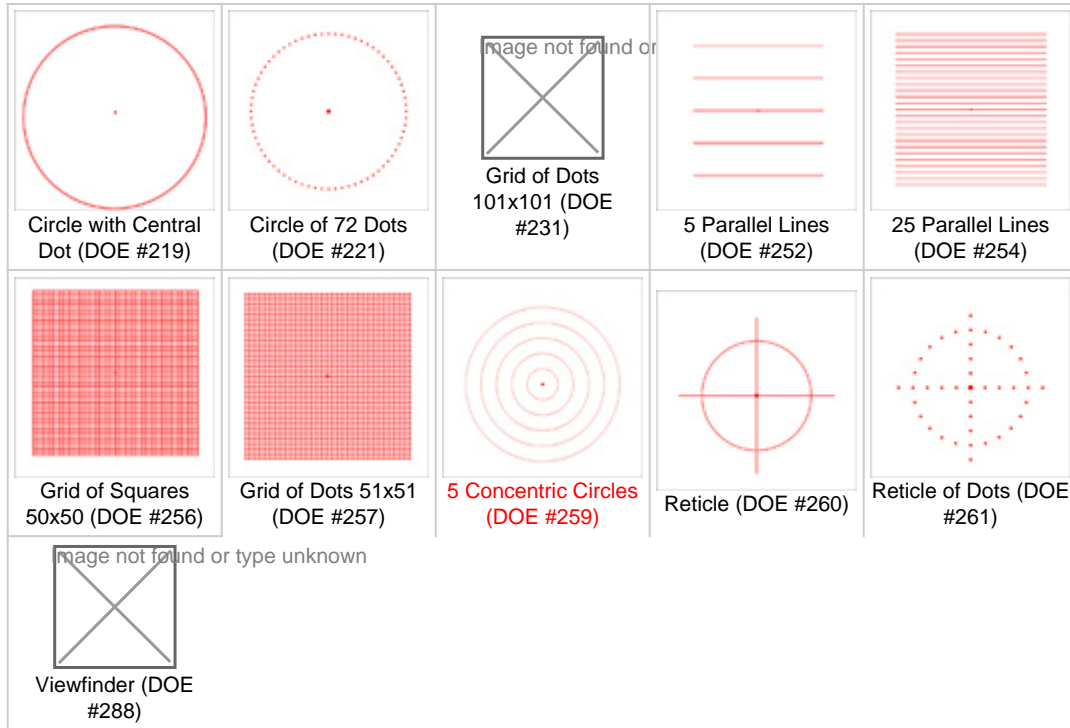 Image not found or
Circle with Central
Dot (DOE #219)
Circle of 72 Dots
(DOE #221)
Grid of Dots
101x101 (DOE
#231)
5 Parallel Lines
(DOE #252)
25 Parallel Lines
(DOE #254)
Grid of Squares
50x50 (DOE #256)
Grid of Dots 51x51
(DOE #257)
5 Concentric Circles
(DOE #259)
Reticle (DOE #260)
Reticle of Dots (DOE
#261)
Image not found or type unknown
Viewfinder (DOE
#288)